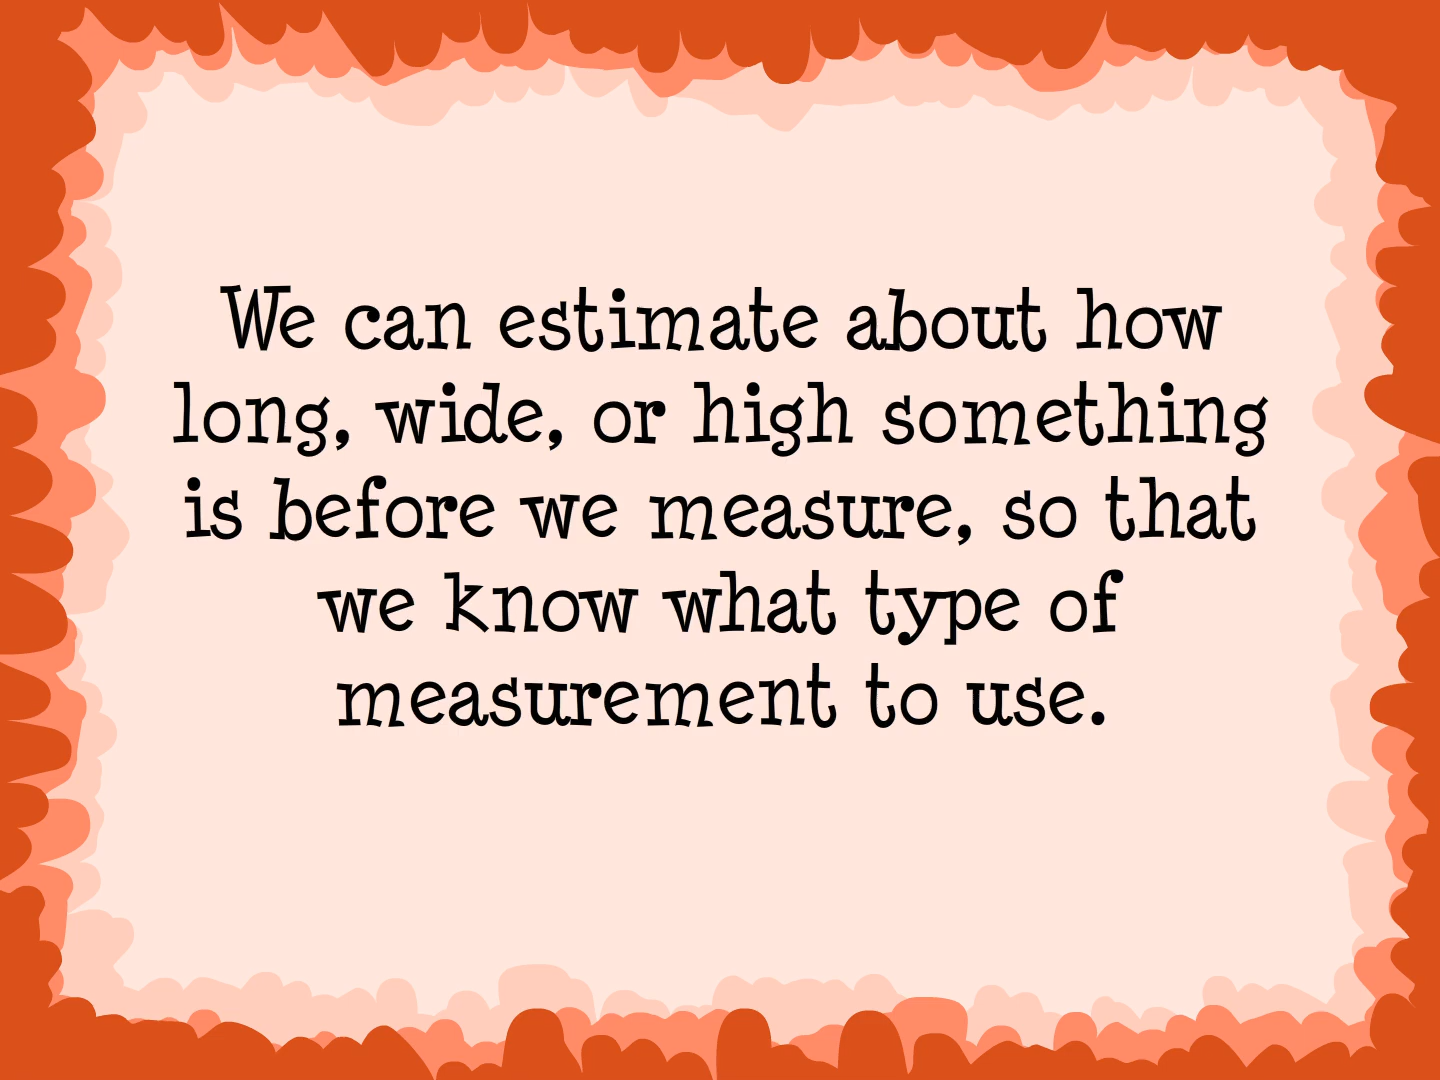 We can estimate about how
long, wide, or high something
is before we measure, so that
we know what type of
measurement to use.